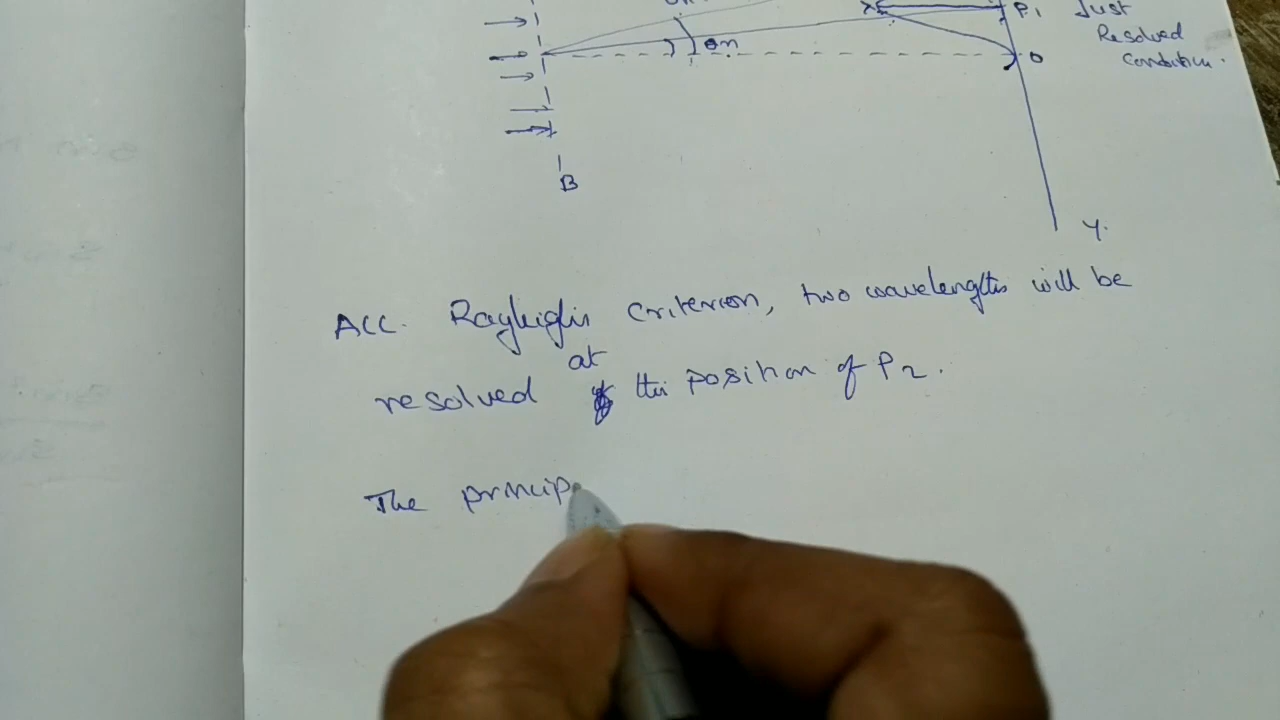 P1 Just
Resolved
Condition.
θn
O
B
Y.
ACC. Rayleigh's criterion, two wavelengths will be
at
resolved the position of P2.
The princip